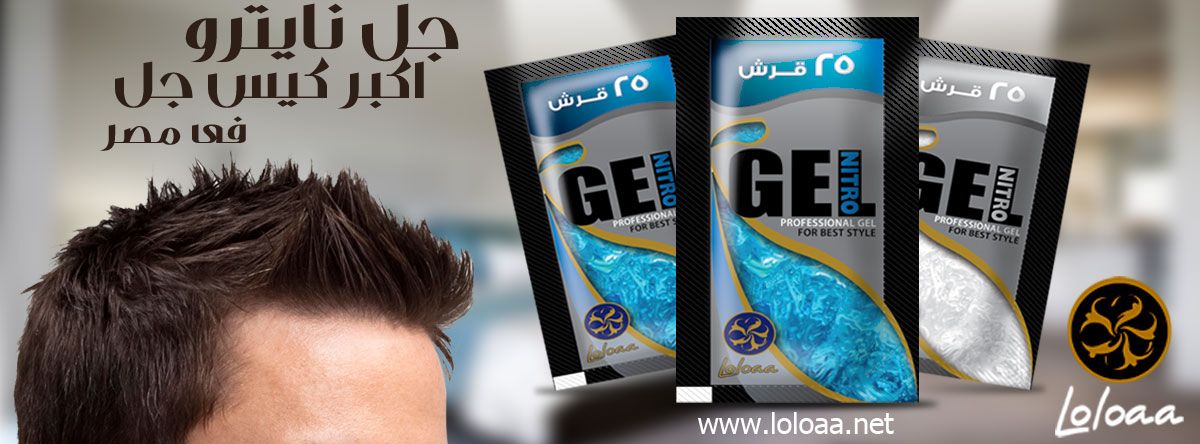 جل نايترو
اكبر كيس جل
فى مصر
٢٥ قرش
GEL
NITRO
PROFESSIONAL GEL
FOR BEST STYLE
Loloaa
٢٥ قرش
GEL
NITRO
PROFESSIONAL GEL
FOR BEST STYLE
Loloaa
٢٥ قرش
GEL
NITRO
PROFESSIONAL GEL
FOR BEST STYLE
Loloaa
www.loloaa.net